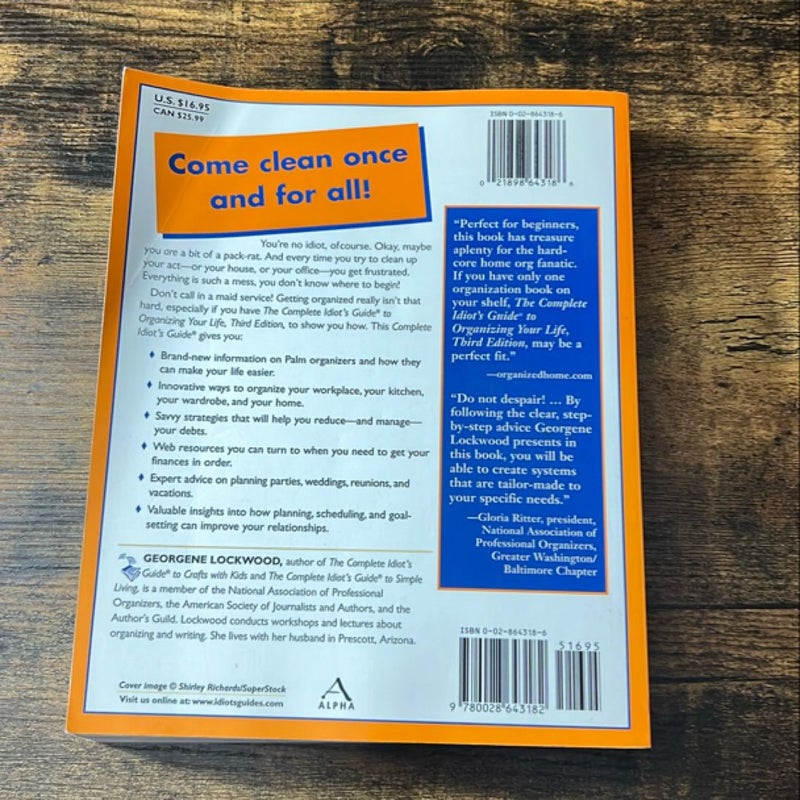 U.S. $16.95
CAN $25.99
Come clean once
and for all!
You're no idiot, ofcourse. Okay, maybe
you are a bit of a pack-rat. And every time you try to clean up
your act—or your house, or your office—you get frustrated.
Everything is such a mess, you don't know where to begin!
Don't call in a maid service! Getting organized really isn't that
hard, especially if you have The Complete Idiot's Guide® to
Organizing Your Life, Third Edition, to show you how. This Complete
Idiot's Guide® gives you:
♦ Brand-new information on Palm organizers and how they
can make your life easier.
♦ Innovative ways to organize your workplace, your kitchen,
your wardrobe, and your home.
♦ Savvy strategies that will help you reduce—and manage—
your debts.
♦ Web resources you can turn to when you need to get your
finances in order.
♦ Expert advice on planning parties, weddings, reunions, and
vacations.
♦ Valuable insights into how planning, scheduling, and goal-
setting can improve your relationships.
GEORGENE LOCKWOOD, author of The Complete Idiot's
Guide® to Crafts with Kids and The Complete Idiot's Guide® to Simple
Living, is a member of the National Association of Professional
Organizers, the American Society of Journalists and Authors, and the
Author's Guild. Lockwood conducts workshops and lectures about
organizing and writing. She lives with her husband in Prescott, Arizona.
Cover image © Shirley Richards/SuperStock
Visit us online at: www.idiotsguides.com
ALPHA
ISBN 0-02-864318-6
0 21898 64318 6
"Perfect for beginners,
this book has treasure
aplenty for the hard-
core home org fanatic.
If you have only one
organization book on
your shelf, The Complete
Idiot's Guide® to
Organizing Your Life,
Third Edition, may be a
perfect fit."
—organizedhome.com
"Do not despair! ... By
following the clear, step-
by-step advice Georgene
Lockwood presents in
this book, you will be
able to create systems
that are tailor-made to
your specific needs."
—Gloria Ritter, president,
National Association of
Professional Organizers,
Greater Washington/
Baltimore Chapter
ISBN 0-02-864318-6
51695
9 780028 643182